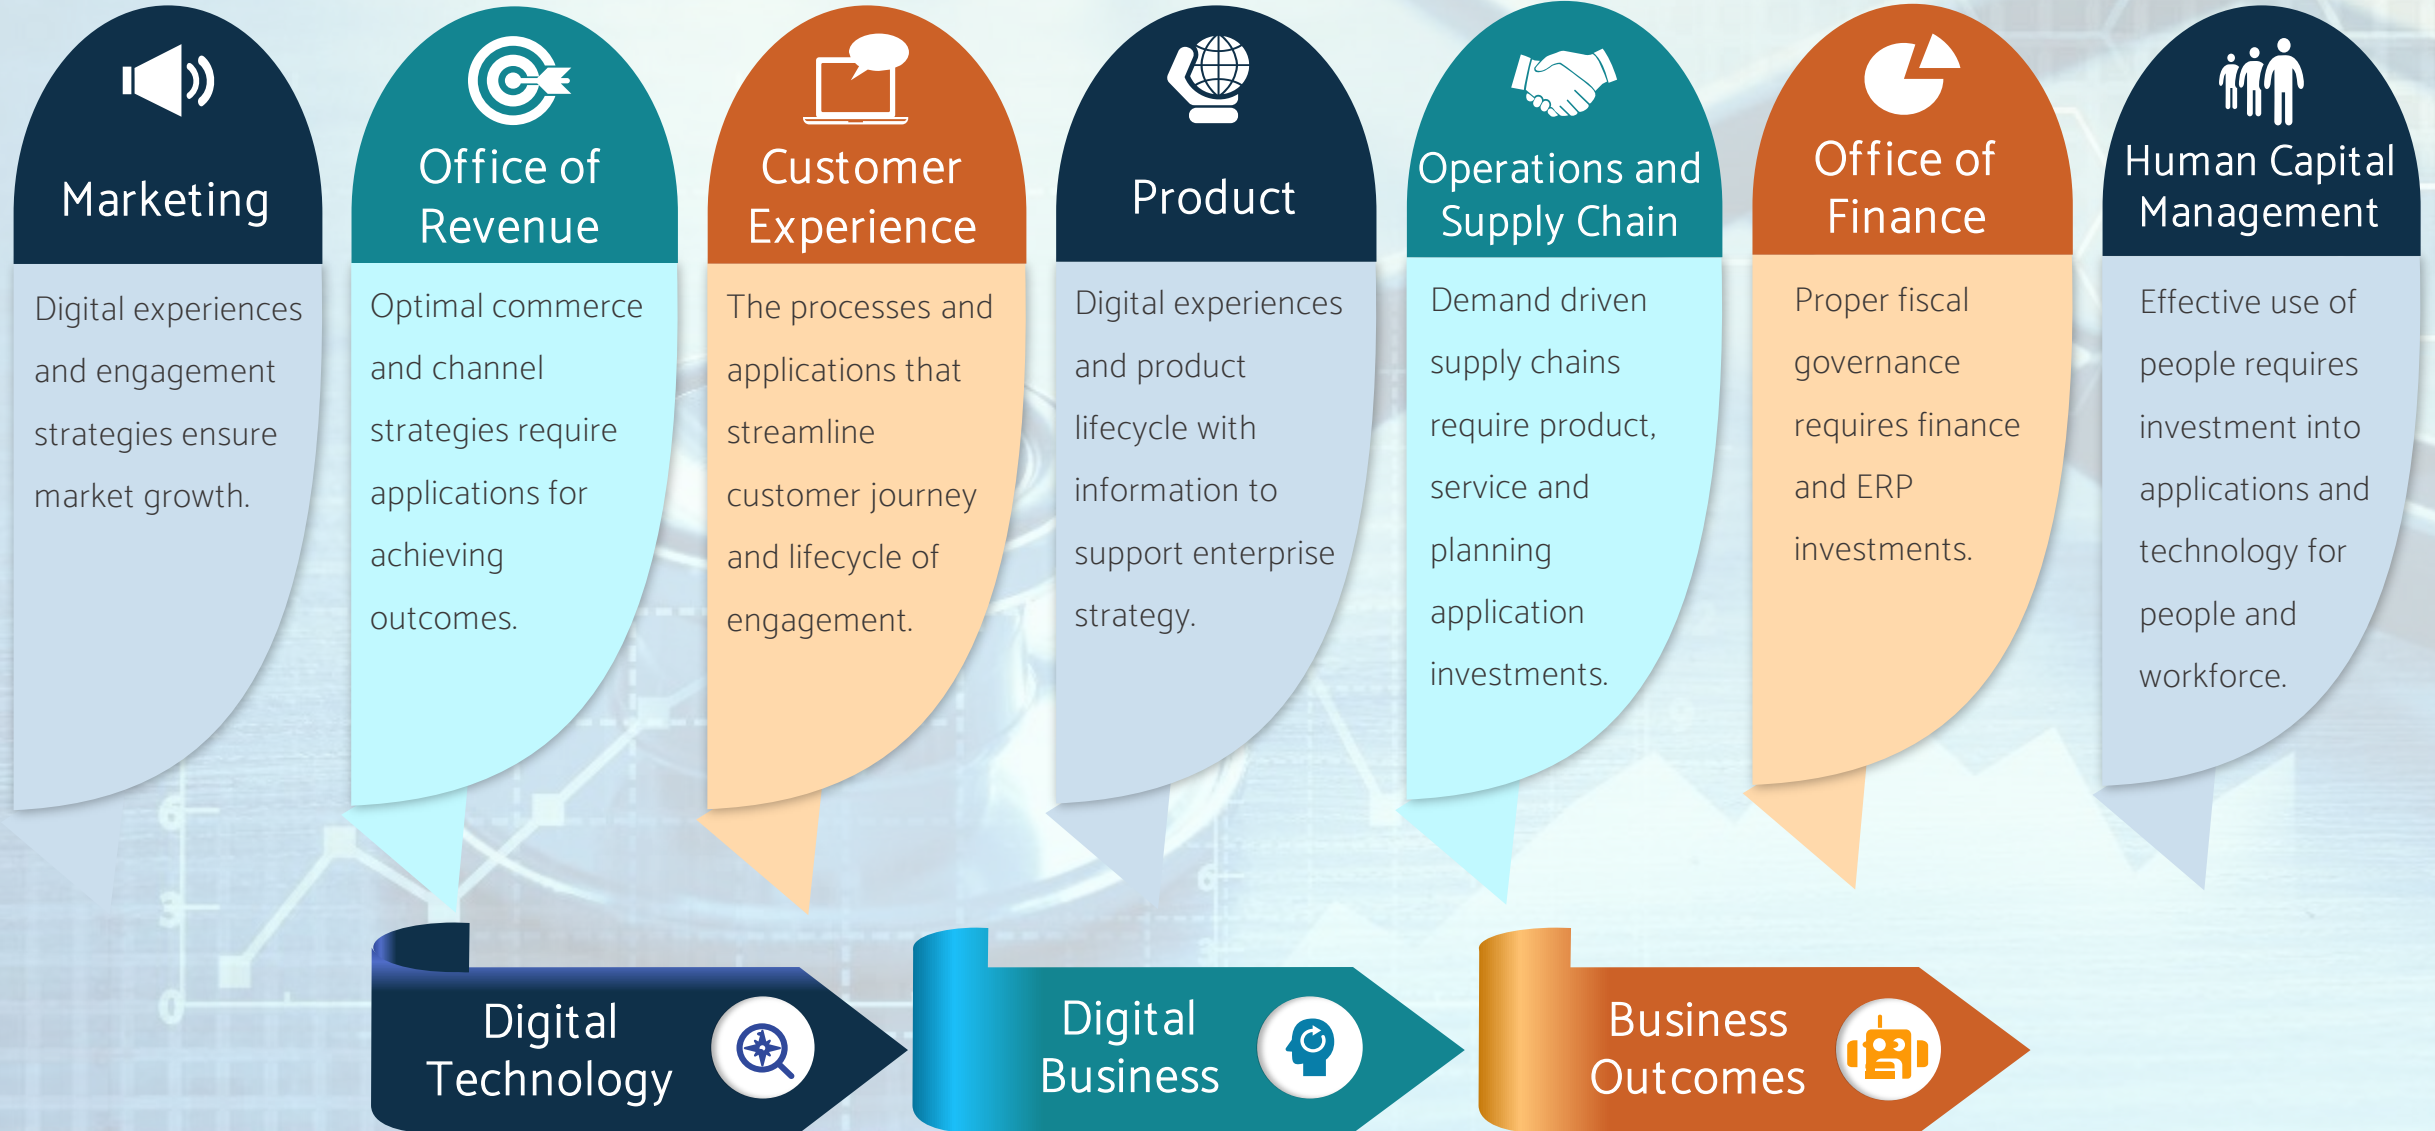 Marketing
Digital experiences
and engagement
strategies ensure
market growth.
Office of
Revenue
Optimal commerce
and channel
strategies require
applications for
achieving
outcomes.
Customer
Experience
The processes and
applications that
streamline
customer journey
and lifecycle of
engagement.
Product
Digital experiences
and product
lifecycle with
information to
support enterprise
strategy.
Operations and
Supply Chain
Demand driven
supply chains
require product,
service and
planning
application
investments.
Office of
Finance
Proper fiscal
governance
requires finance
and ERP
investments.
Human Capital
Management
Effective use of
people requires
investment into
applications and
technology for
people and
workforce.
6
3
0
6
3
Digital
Technology
Digital
Business
Business
Outcomes